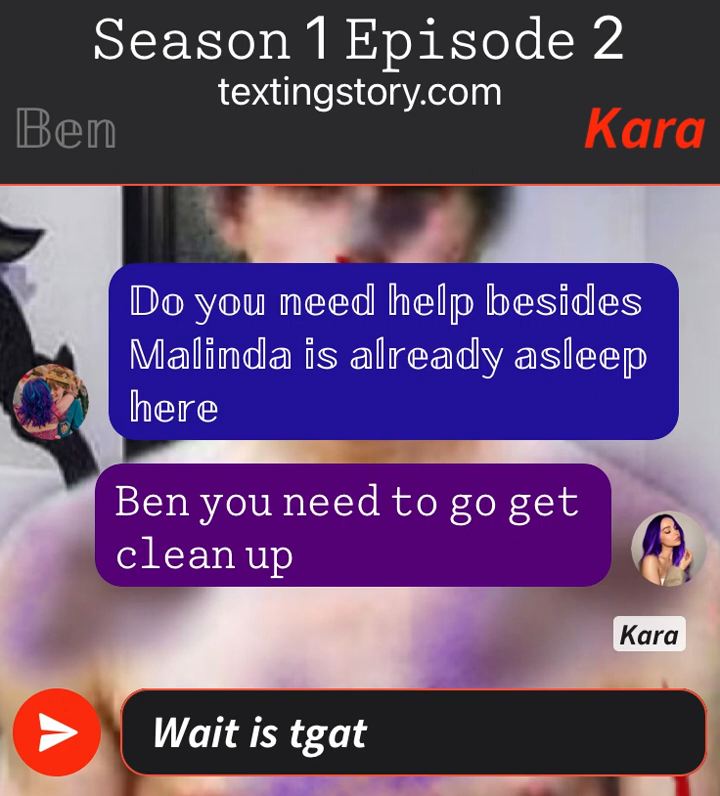 Season 1 Episode 2
textingstory.com
Ben
Kara
Do you need help besides
Malinda is already asleep
here
Ben you need to go get
clean up
Kara
Wait is tgat